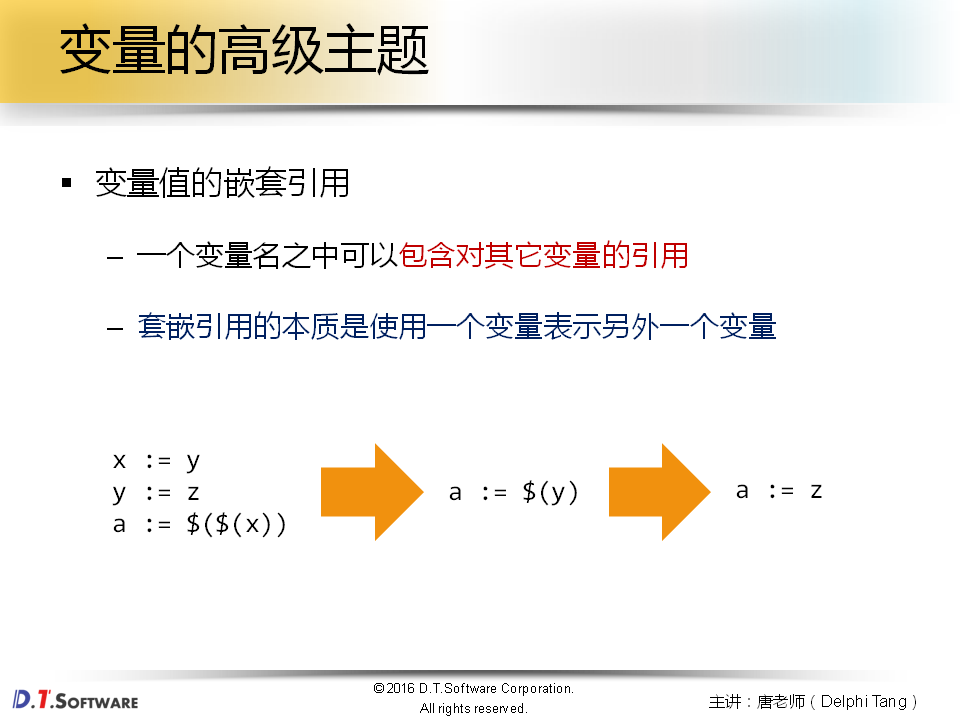 变量的高级主题
▪ 变量值的嵌套引用
– 一个变量名之中可以包含对其它变量的引用
– 套嵌引用的本质是使用一个变量表示另外一个变量
x := y
y := z
a := $($(x))
a := $(y)
a := z
D.T.SOFTWARE
©2016 D.T.Software Corporation.
All rights reserved.
主讲：唐老师（Delphi Tang）